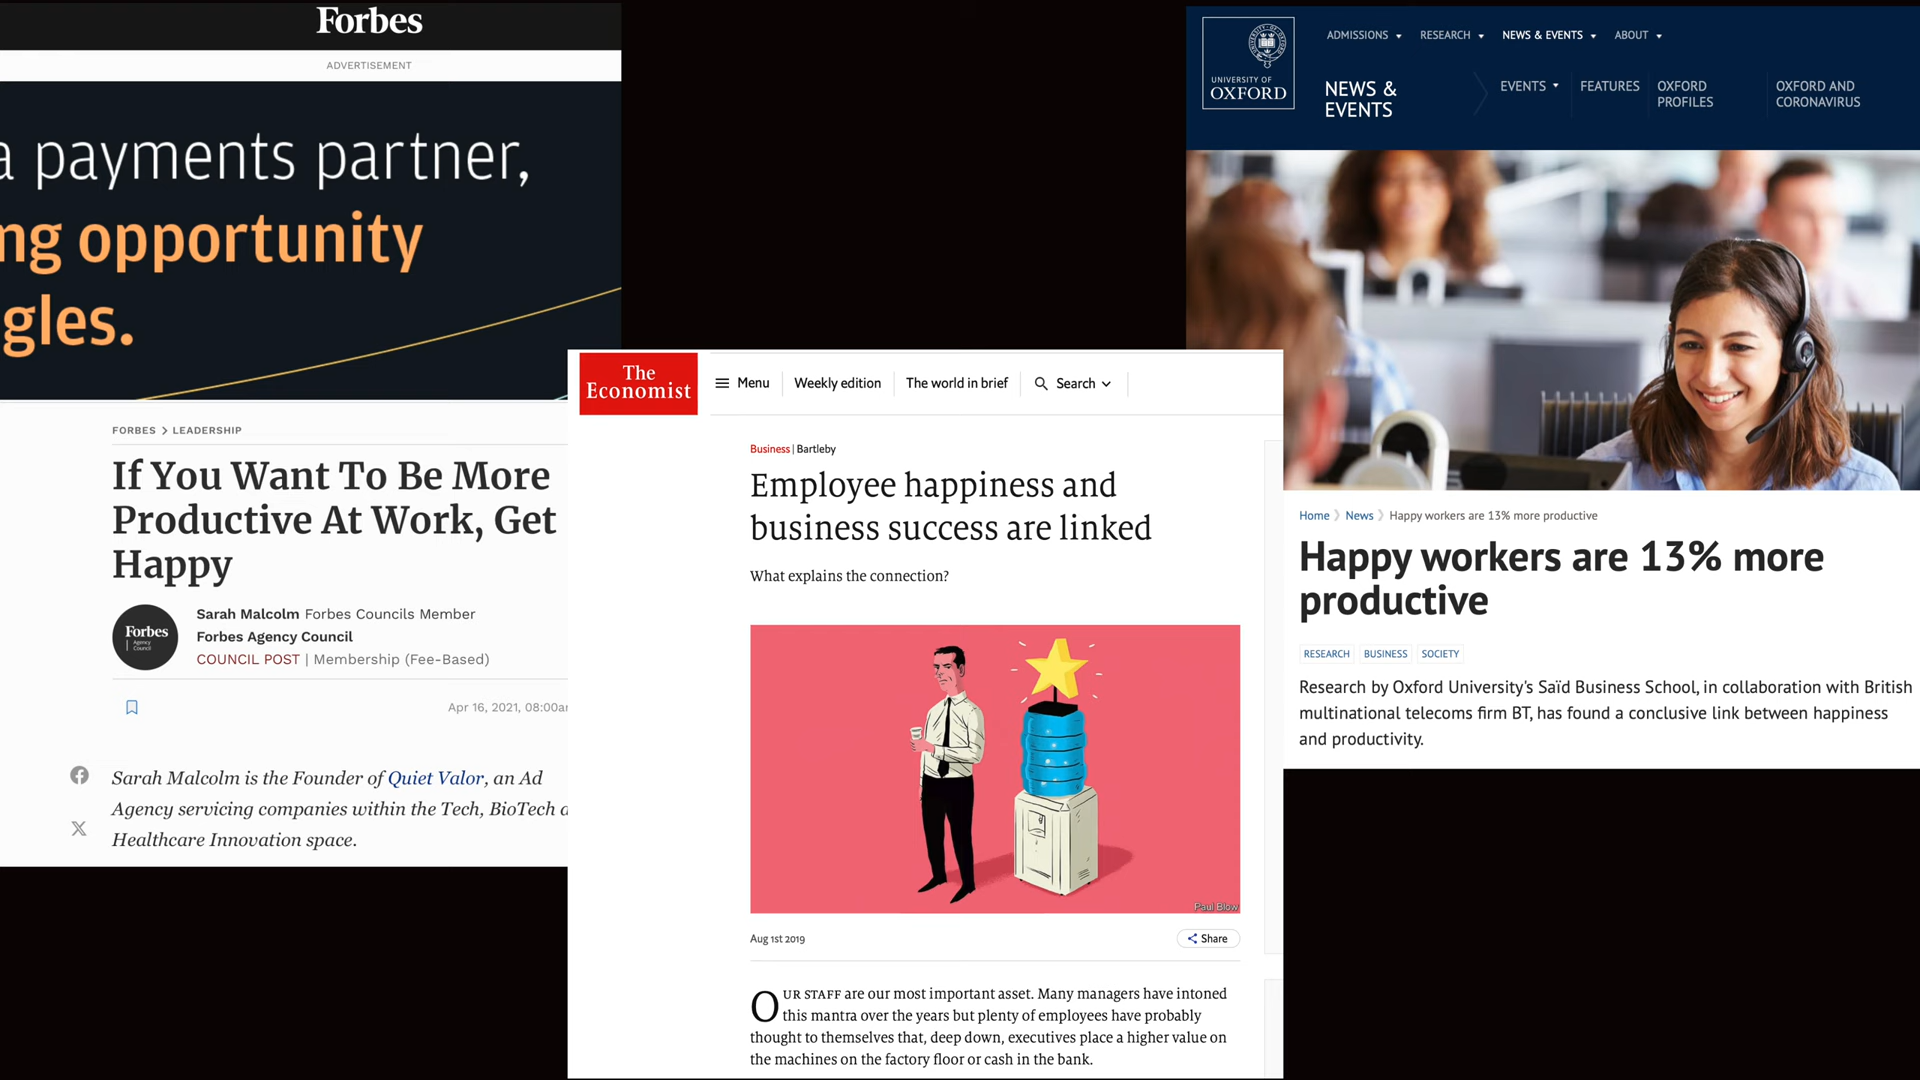 Forbes
ADVERTISEMENT
a payments partner,
ng opportunity
gles.
FORBES > LEADERSHIP
If You Want To Be More
Productive At Work, Get
Happy
Forbes
Agency
Council
Sarah Malcolm Forbes Councils Member
Forbes Agency Council
COUNCIL POST | Membership (Fee-Based)
Apr 16, 2021, 08:00a
Sarah Malcolm is the Founder of Quiet Valor, an Ad
Agency servicing companies within the Tech, BioTech a
Healthcare Innovation space.
The
Economist
Menu
Weekly edition
The world in brief
Search
Business | Bartleby
Employee happiness and
business success are linked
What explains the connection?
Paul Blow
Aug 1st 2019
Share
OUR STAFF are our most important asset. Many managers have intoned
this mantra over the years but plenty of employees have probably
thought to themselves that, deep down, executives place a higher value on
the machines on the factory floor or cash in the bank.
UNIVERSITY OF
OXFORD
ADMISSIONS
RESEARCH
NEWS & EVENTS
ABOUT
NEWS &
EVENTS
EVENTS
FEATURES
OXFORD
PROFILES
OXFORD AND
CORONAVIRUS
Home > News > Happy workers are 13% more productive
Happy workers are 13% more
productive
RESEARCH
BUSINESS
SOCIETY
Research by Oxford University's Saïd Business School, in collaboration with British
multinational telecoms firm BT, has found a conclusive link between happiness
and productivity.